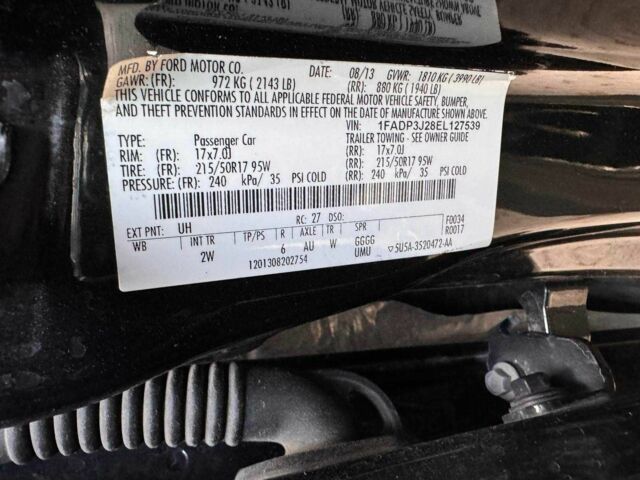 MFD. BY FORD MOTOR CO. DATE: 08/13 GVWR: 1810 KG ( 3990 LB)
GAWR: (FR): 972 KG ( 2143 LB) (RR): 880 KG ( 1940 LB)
THIS VEHICLE CONFORMS TO ALL APPLICABLE FEDERAL MOTOR VEHICLE SAFETY, BUMPER,
AND THEFT PREVENTION STANDARDS IN EFFECT ON THE DATE OF MANUFACTURE SHOWN ABOVE.
VIN: 1FADP3J28EL127539
TYPE: Passenger Car TRAILER TOWING - SEE OWNER GUIDE
RIM: (FR): 17x7.0J (RR): 17x7.0J
TIRE: (FR): 215/50R17 95W (RR): 215/50R17 95W
PRESSURE: (FR): 240 kPa/ 35 PSI COLD (RR): 240 kPa/ 35 PSI COLD
RC: 27 DSO: F0034
EXT PNT: UH R0017
WB INT TR TP/PS R AXLE TR SPR
2W 6 AU W GGGG UMU 5U5A-3520472-AA
1201308202754